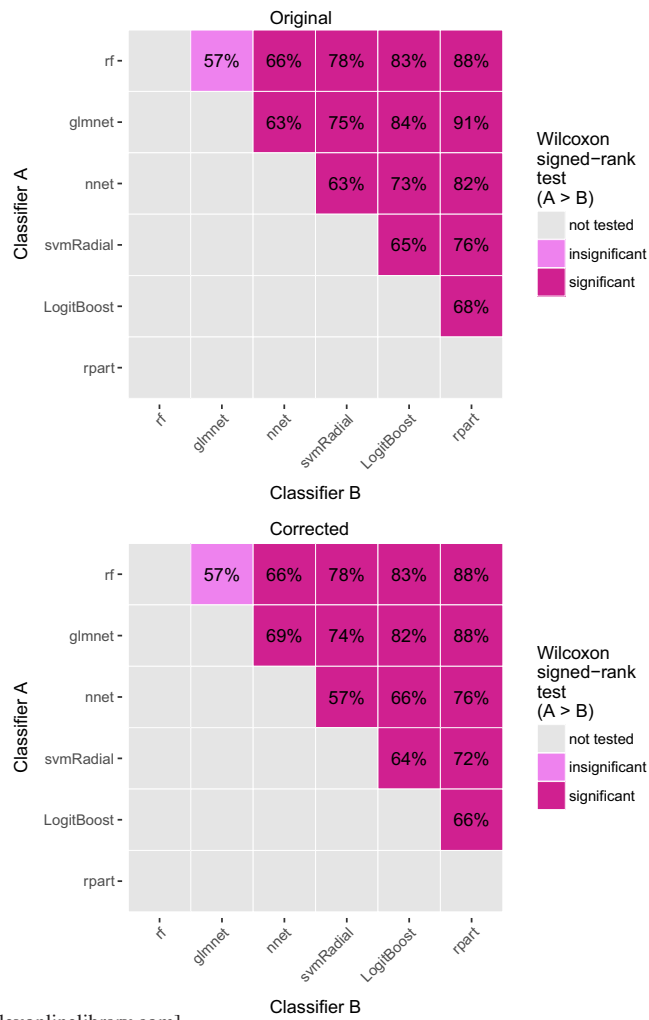 Original
Classifier A
rf 57% 66% 78% 83% 88%
glmnet 63% 75% 84% 91%
nnet 63% 73% 82%
svmRadial 65% 76%
LogitBoost 68%
rpart
rf glmnet nnet svmRadial LogitBoost rpart
Classifier B
Wilcoxon
signed-rank
test
(A > B)
not tested
insignificant
significant
Corrected
Classifier A
rf 57% 66% 78% 83% 88%
glmnet 69% 74% 82% 88%
nnet 57% 66% 76%
svmRadial 64% 72%
LogitBoost 66%
rpart
rf glmnet nnet svmRadial LogitBoost rpart
Classifier B
Wilcoxon
signed-rank
test
(A > B)
not tested
insignificant
significant